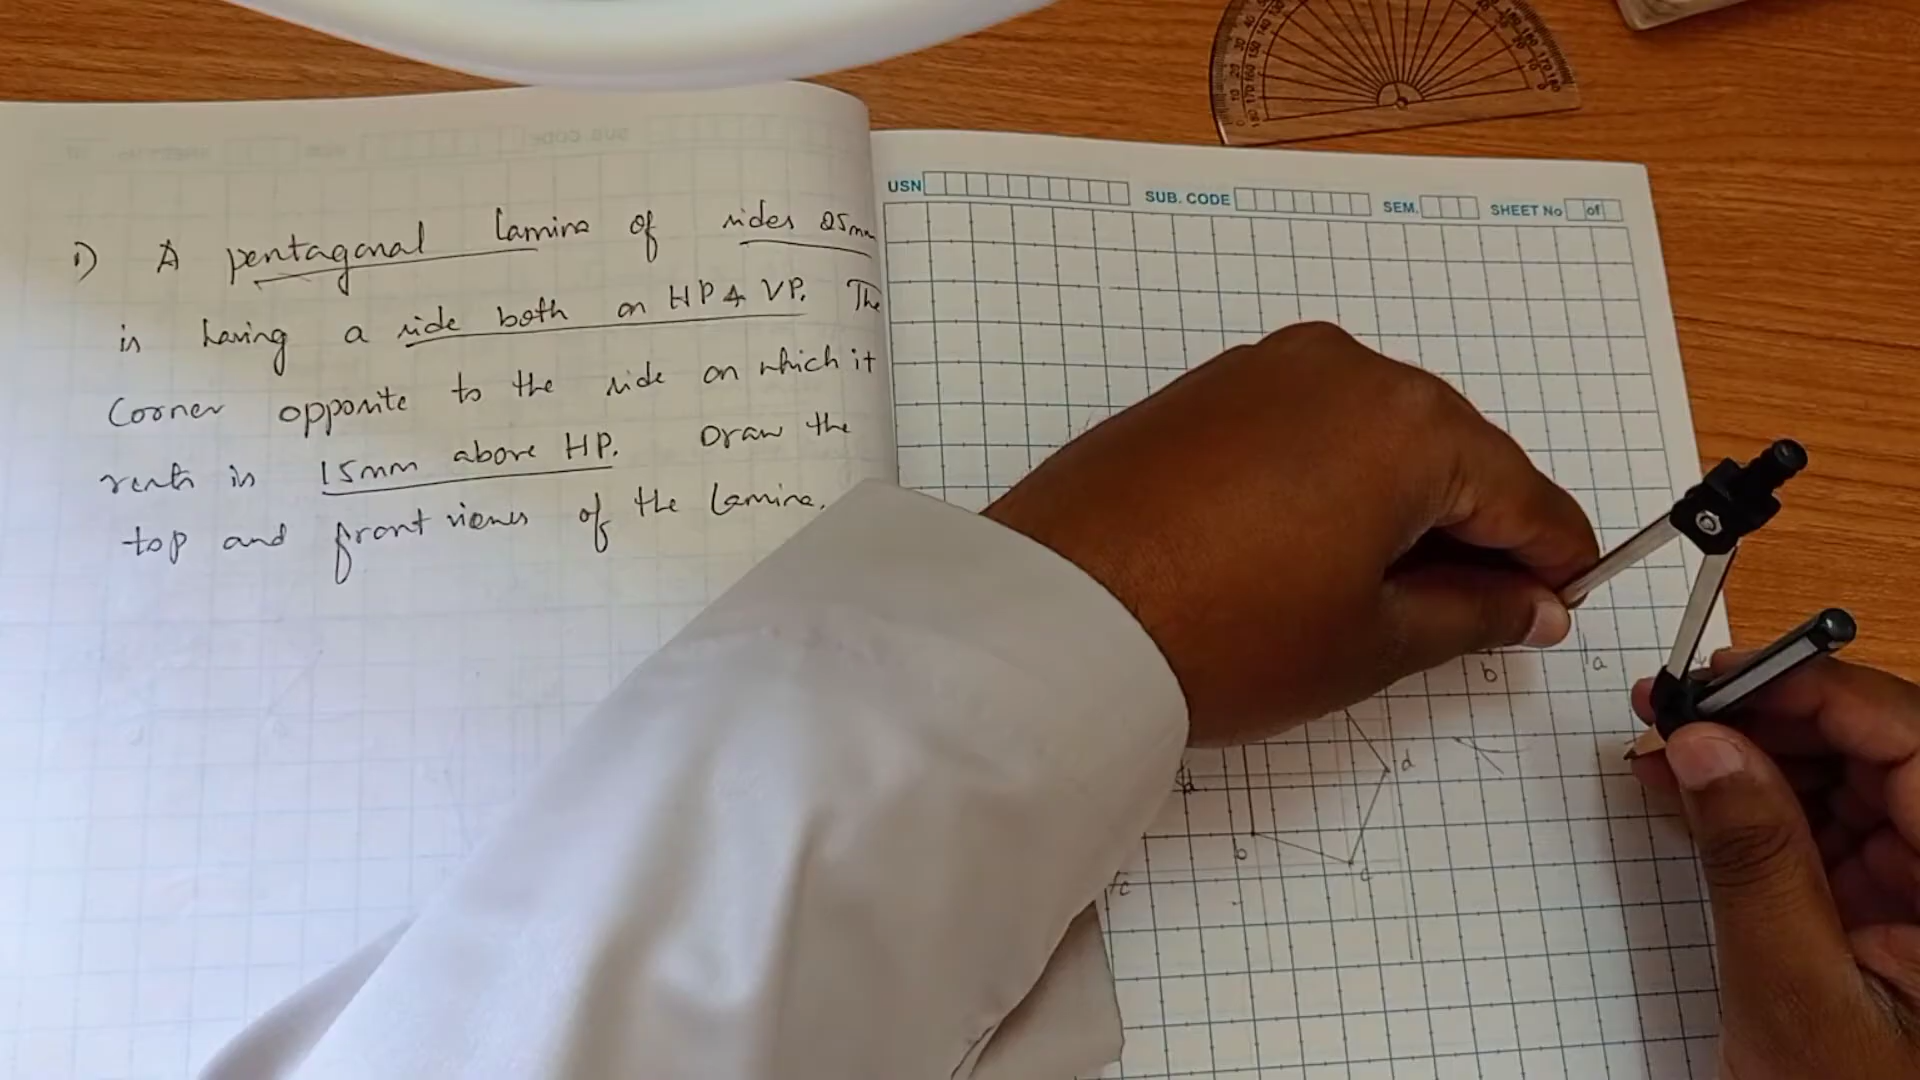 1) A pentagonal lamina of sides 25mm
is having a side both on HP & VP. The
Corner opposite to the side on which it
rests is 15mm above HP. Draw the
top and front views of the lamina.
USN SUB. CODE SEM. SHEET No of
b a
d
b
c
c